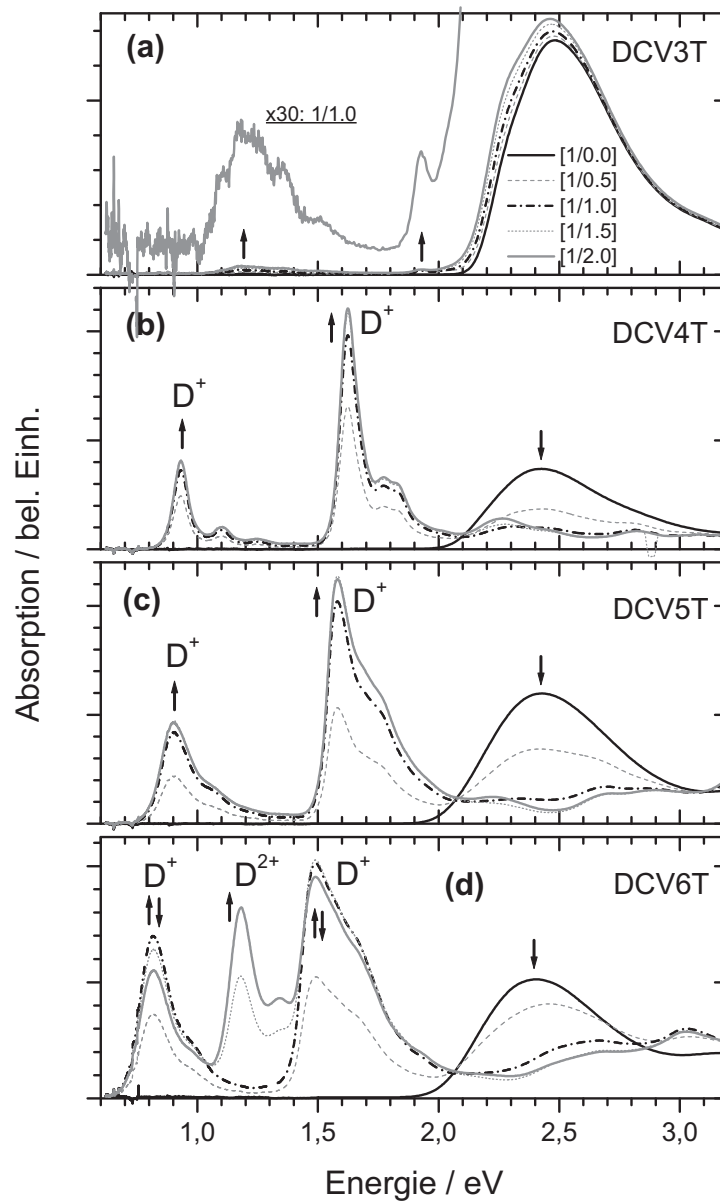 (a)
DCV3T
x30: 1/1.0
[1/0.0]
[1/0.5]
[1/1.0]
[1/1.5]
[1/2.0]
(b)
DCV4T
D+
D+
(c)
DCV5T
D+
D+
(d)
DCV6T
D+
D2+
D+
Absorption / bel. Einh.
1,0 1,5 2,0 2,5 3,0
Energie / eV